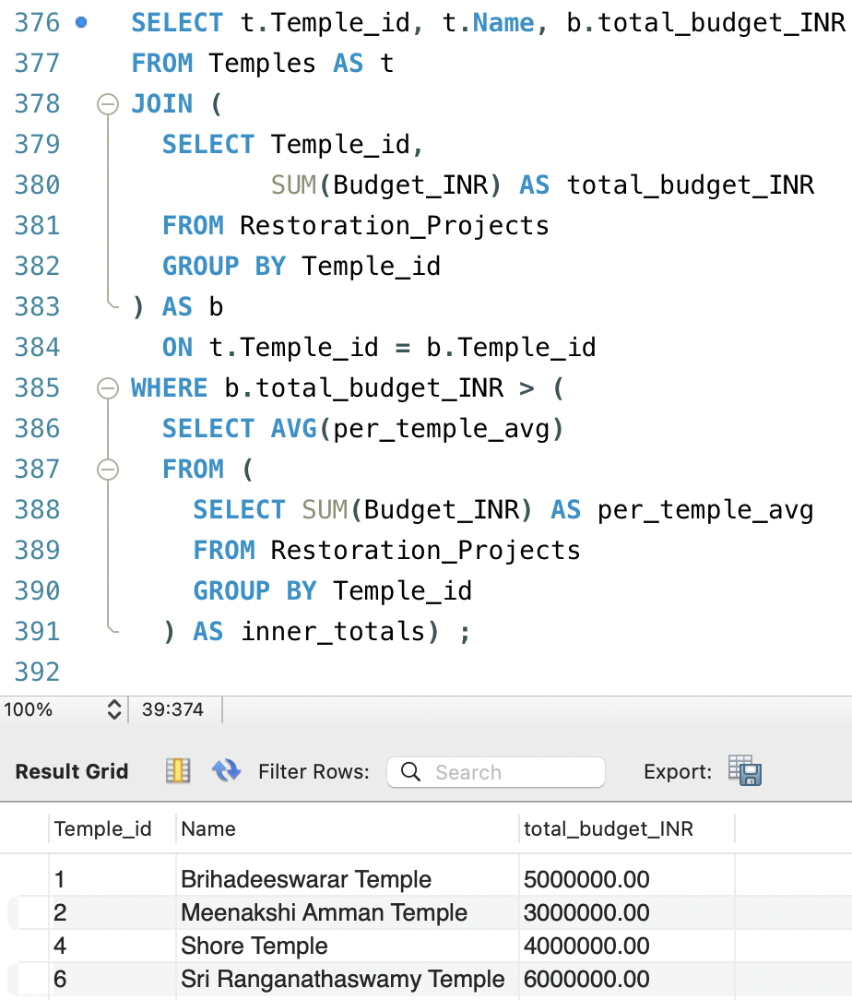 376 SELECT t.Temple_id, t.Name, b.total_budget_INR
377 FROM Temples AS t
378 JOIN (
379 SELECT Temple_id,
380 SUM(Budget_INR) AS total_budget_INR
381 FROM Restoration_Projects
382 GROUP BY Temple_id
383 ) AS b
384 ON t.Temple_id = b.Temple_id
385 WHERE b.total_budget_INR > (
386 SELECT AVG(per_temple_avg)
387 FROM (
388 SELECT SUM(Budget_INR) AS per_temple_avg
389 FROM Restoration_Projects
390 GROUP BY Temple_id
391 ) AS inner_totals) ;
392
100% 39:374
Result Grid Filter Rows: Search Export:
Temple_id Name total_budget_INR
1 Brihadeeswarar Temple 5000000.00
2 Meenakshi Amman Temple 3000000.00
4 Shore Temple 4000000.00
6 Sri Ranganathaswamy Temple 6000000.00